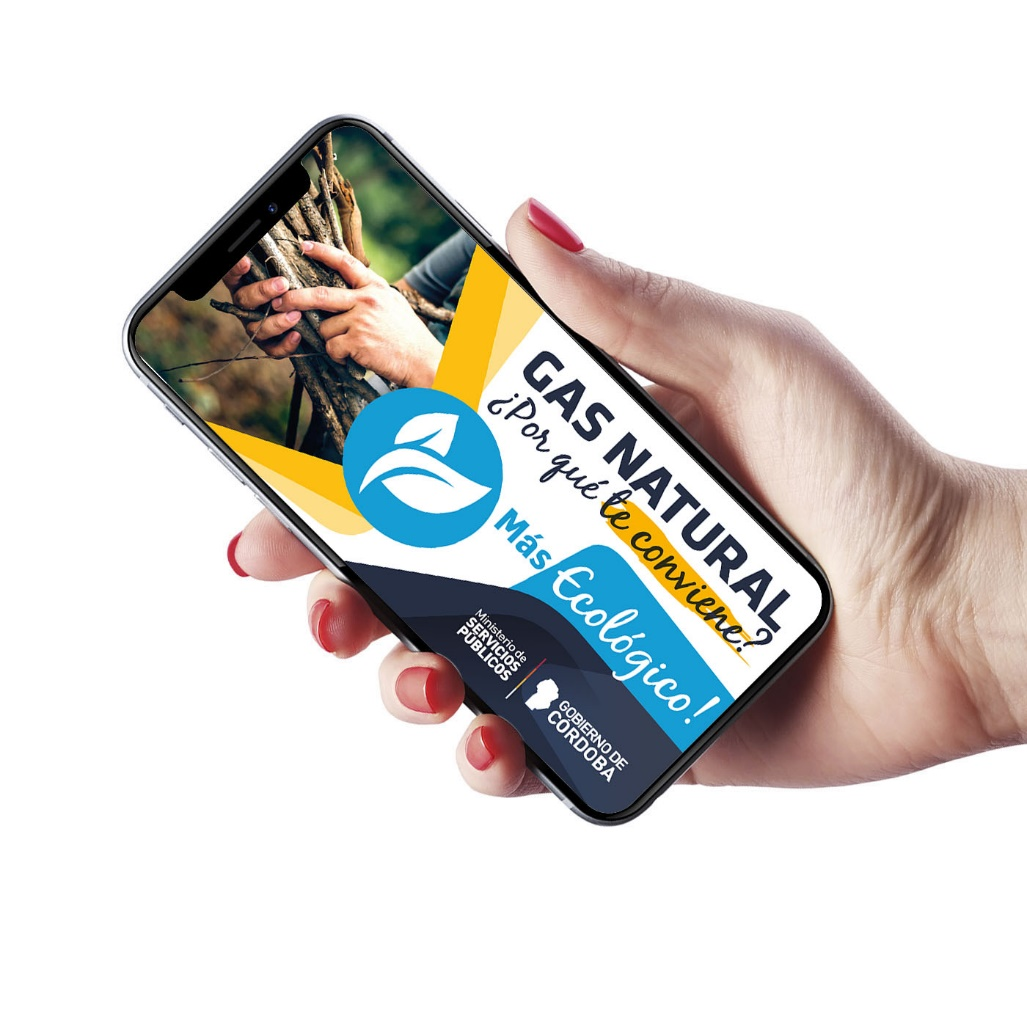 GAS NATURAL
¿Por qué te conviene?
Más Ecológico!
Ministerio de
SERVICIOS
PÚBLICOS
GOBIERNO DE
CÓRDOBA